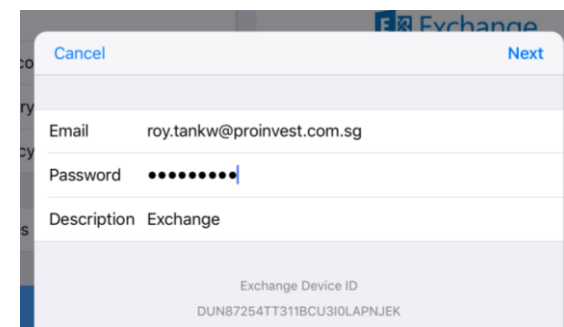 Exchange
Cancel Next
Email roy.tankw@proinvest.com.sg
Password •••••••••
Description Exchange
Exchange Device ID
DUN87254TT311BCU3I0LAPNJEK